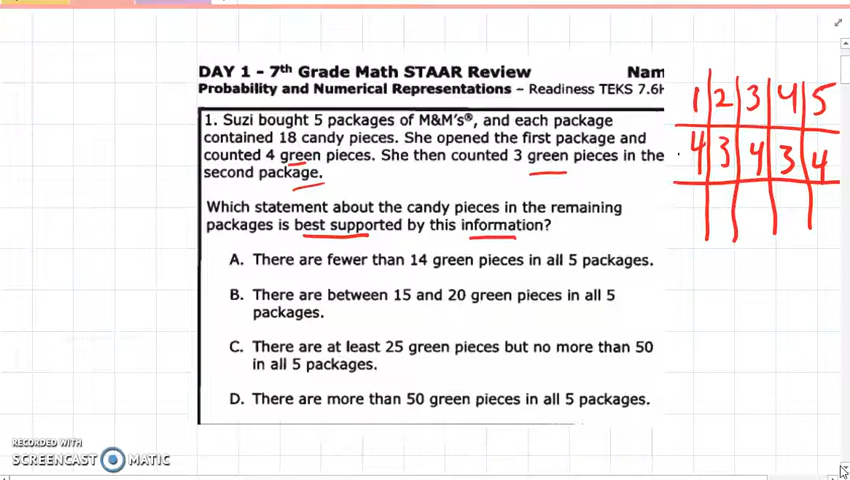 DAY 1 - 7th Grade Math STAAR Review Nam
Probability and Numerical Representations – Readiness TEKS 7.6H
1. Suzi bought 5 packages of M&M's®, and each package
contained 18 candy pieces. She opened the first package and
counted 4 green pieces. She then counted 3 green pieces in the
second package.
Which statement about the candy pieces in the remaining
packages is best supported by this information?
A. There are fewer than 14 green pieces in all 5 packages.
B. There are between 15 and 20 green pieces in all 5
packages.
C. There are at least 25 green pieces but no more than 50
in all 5 packages.
D. There are more than 50 green pieces in all 5 packages.
1 2 3 4 5
4 3 4 3 4
RECORDED WITH
SCREENCAST MATIC